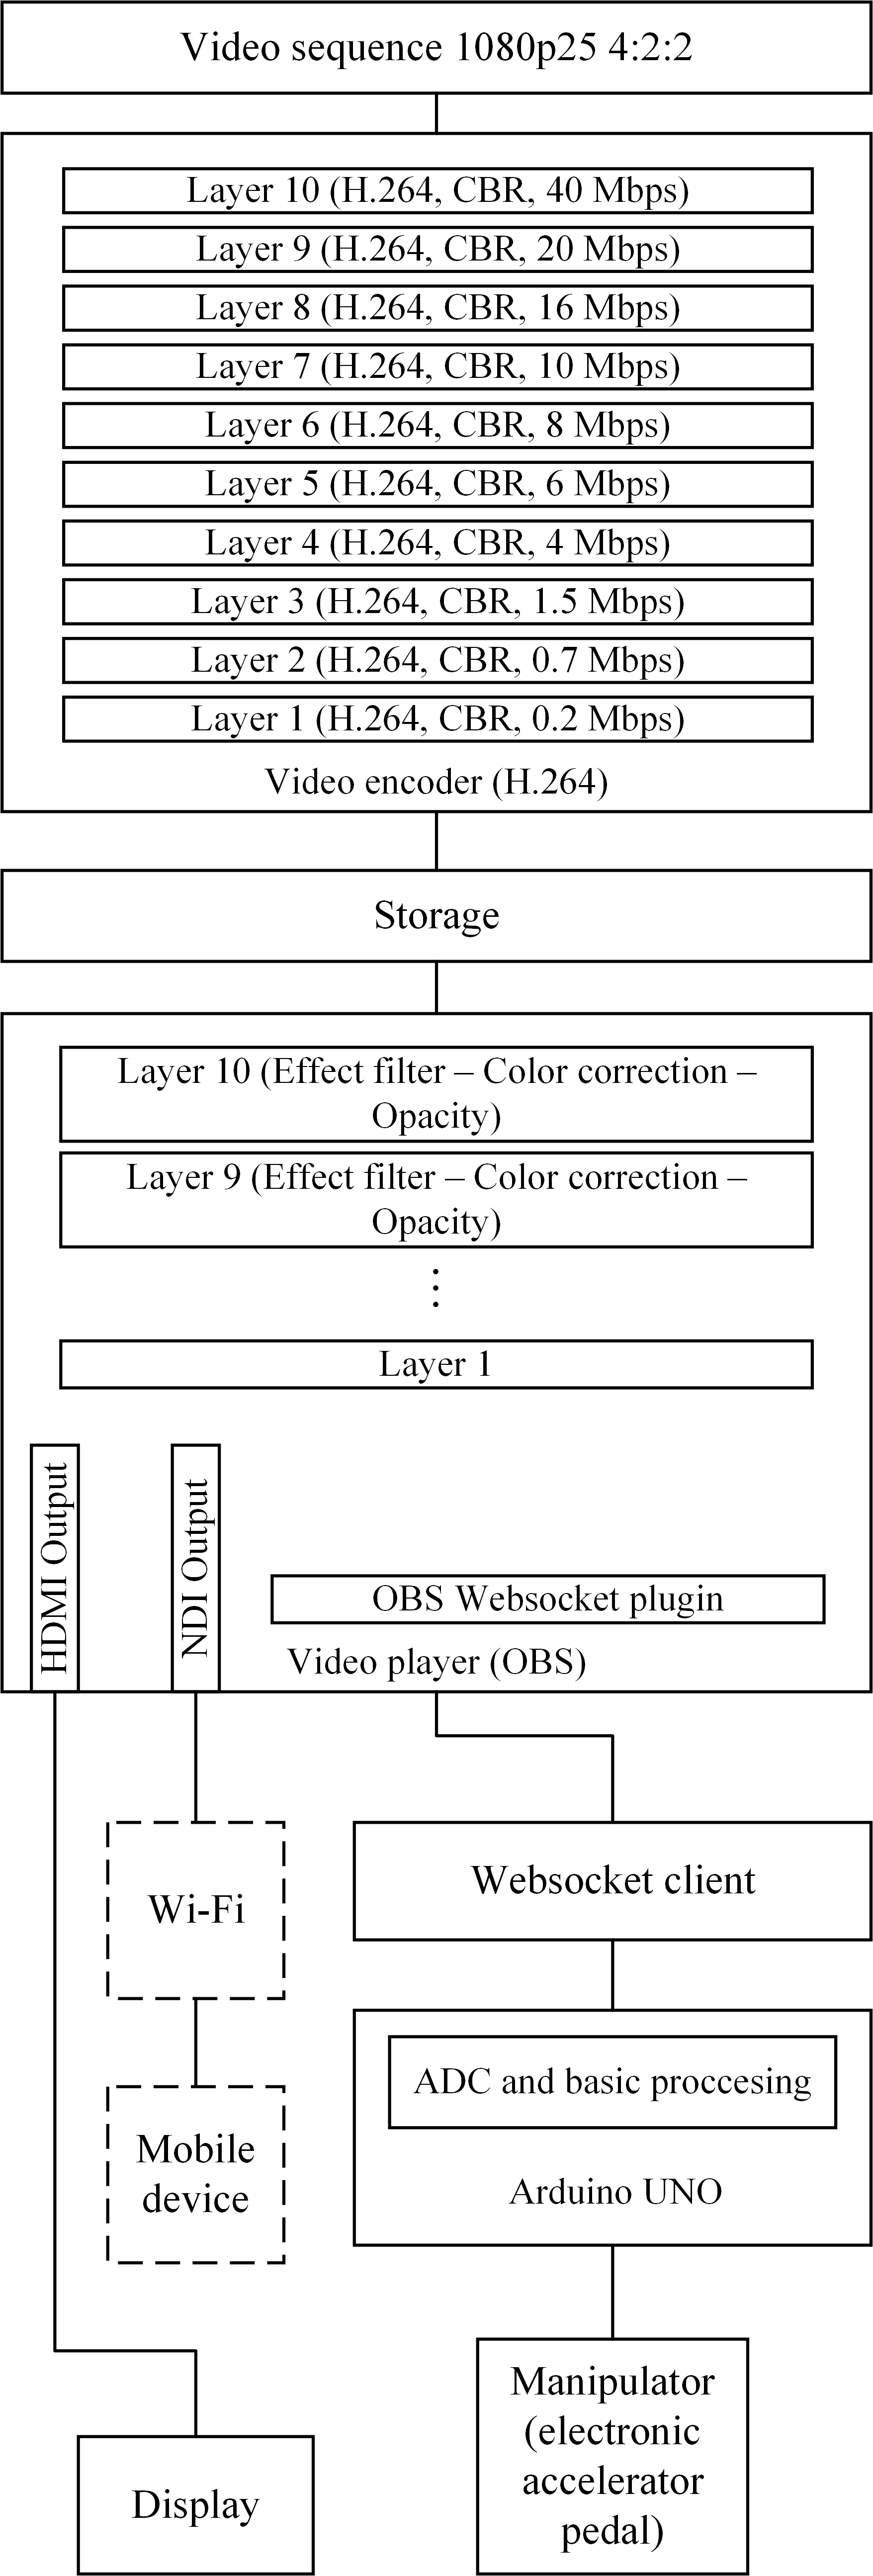 Video sequence 1080p25 4:2:2
Layer 10 (H.264, CBR, 40 Mbps)
Layer 9 (H.264, CBR, 20 Mbps)
Layer 8 (H.264, CBR, 16 Mbps)
Layer 7 (H.264, CBR, 10 Mbps)
Layer 6 (H.264, CBR, 8 Mbps)
Layer 5 (H.264, CBR, 6 Mbps)
Layer 4 (H.264, CBR, 4 Mbps)
Layer 3 (H.264, CBR, 1.5 Mbps)
Layer 2 (H.264, CBR, 0.7 Mbps)
Layer 1 (H.264, CBR, 0.2 Mbps)
Video encoder (H.264)
Storage
Layer 10 (Effect filter – Color correction –
Opacity)
Layer 9 (Effect filter – Color correction –
Opacity)
⋮
Layer 1
HDMI Output
NDI Output
OBS Websocket plugin
Video player (OBS)
Wi-Fi
Websocket client
Mobile
device
ADC and basic proccesing
Arduino UNO
Display
Manipulator
(electronic
accelerator
pedal)